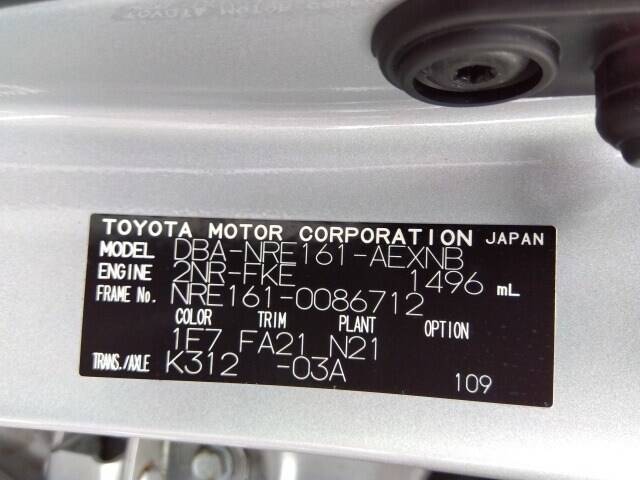 TOYOTA MOTOR CORPORATION JAPAN
MODEL DBA-NRE161-AEXNB
ENGINE 2NR-FKE 1496 mL
FRAME No. NRE161-0086712
COLOR TRIM PLANT OPTION
1E7 FA21 N21
TRANS./AXLE K312 -03A
109